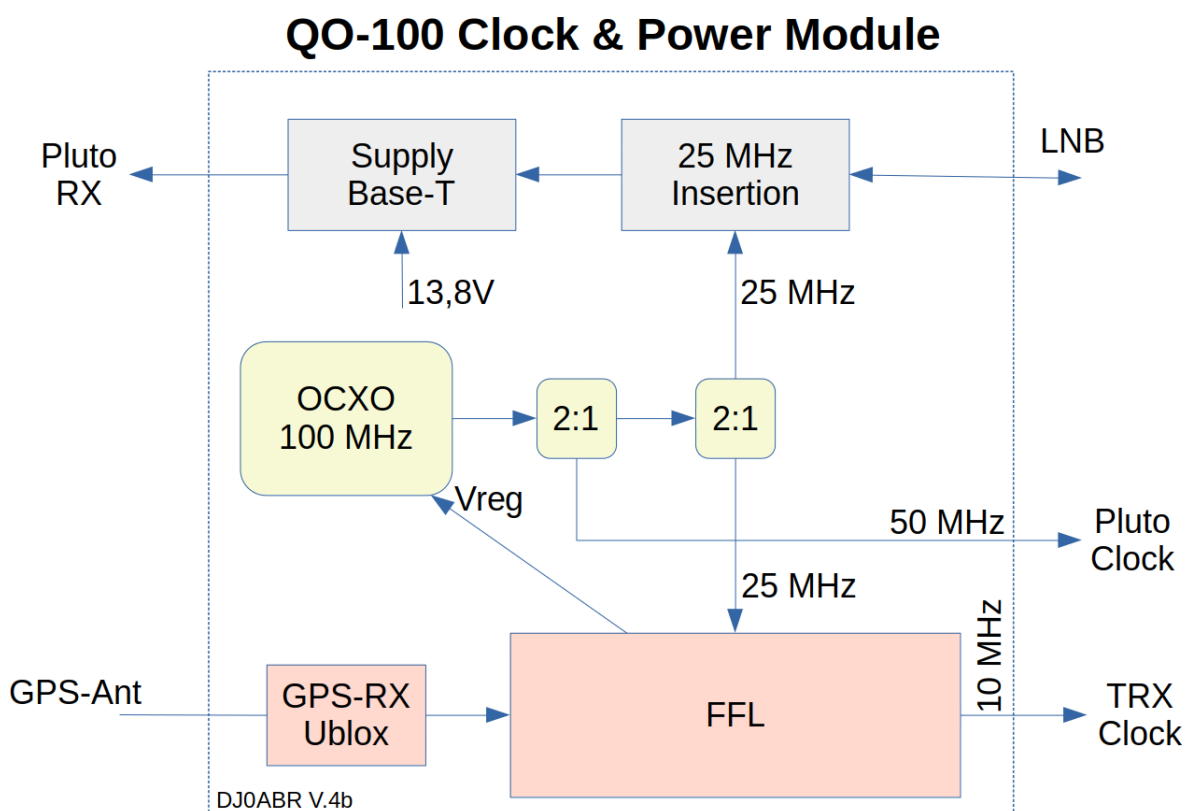 QO-100 Clock & Power Module
Pluto
RX
Supply
Base-T
25 MHz
Insertion
LNB
13,8V
25 MHz
OCXO
100 MHz
2:1
2:1
Vreg
50 MHz
Pluto
Clock
25 MHz
10 MHz
GPS-Ant
GPS-RX
Ublox
FFL
TRX
Clock
DJ0ABR V.4b